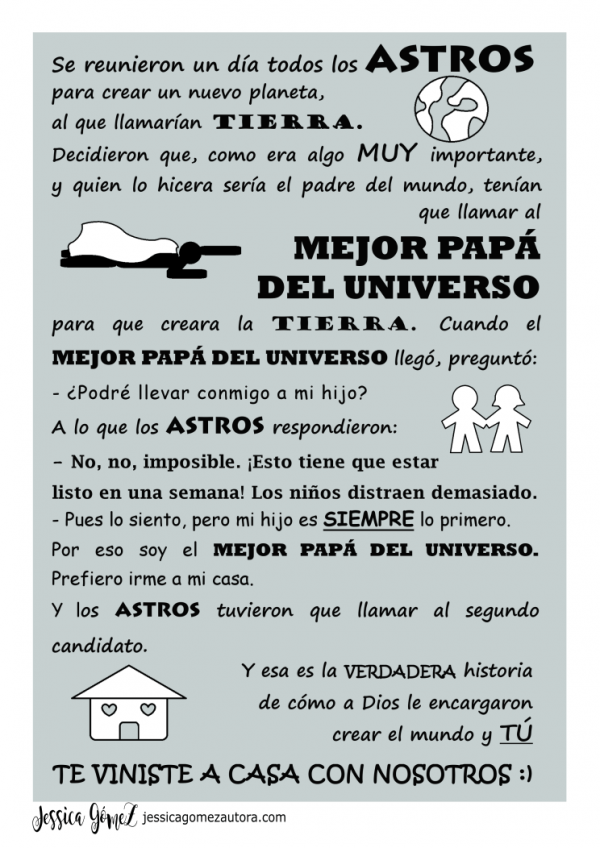 Se reunieron un día todos los ASTROS
para crear un nuevo planeta,
al que llamarían TIERRA.
Decidieron que, como era algo MUY importante,
y quien lo hicera sería el padre del mundo, tenían
que llamar al
MEJOR PAPÁ
DEL UNIVERSO
para que creara la TIERRA. Cuando el
MEJOR PAPÁ DEL UNIVERSO llegó, preguntó:
- ¿Podré llevar conmigo a mi hijo?
A lo que los ASTROS respondieron:
– No, no, imposible. ¡Esto tiene que estar
listo en una semana! Los niños distraen demasiado.
- Pues lo siento, pero mi hijo es SIEMPRE lo primero.
Por eso soy el MEJOR PAPÁ DEL UNIVERSO.
Prefiero irme a mi casa.
Y los ASTROS tuvieron que llamar al segundo
candidato.
Y esa es la VERDADERA historia
de cómo a Dios le encargaron
crear el mundo y TÚ
TE VINISTE A CASA CON NOSOTROS :)
Jessica GómeZ jessicagomezautora.com